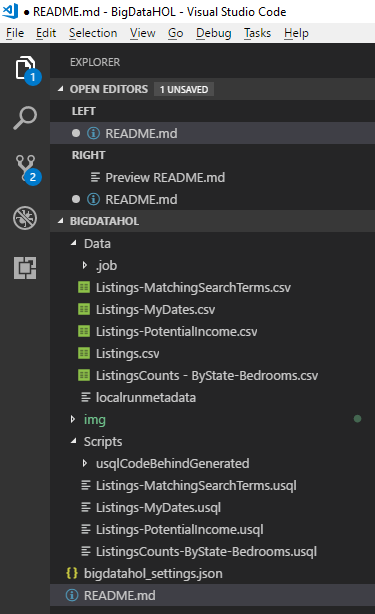 ● README.md - BigDataHOL - Visual Studio Code
File Edit Selection View Go Debug Tasks Help
EXPLORER
OPEN EDITORS 1 UNSAVED
LEFT
README.md
RIGHT
Preview README.md
README.md
BIGDATAHOL
Data
.job
Listings-MatchingSearchTerms.csv
Listings-MyDates.csv
Listings-PotentialIncome.csv
Listings.csv
ListingsCounts - ByState-Bedrooms.csv
localrunmetadata
img
Scripts
usqlCodeBehindGenerated
Listings-MatchingSearchTerms.usql
Listings-MyDates.usql
Listings-PotentialIncome.usql
ListingsCounts-ByState-Bedrooms.usql
{} bigdatahol_settings.json
README.md
1
2